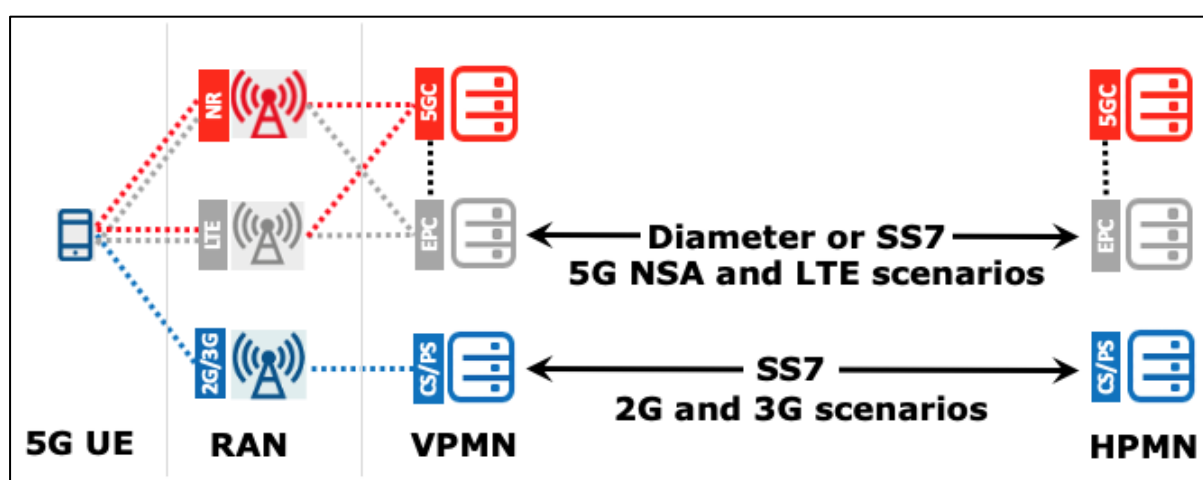 NR
5GC
5GC
LTE
EPC
Diameter or SS7
EPC
5G NSA and LTE scenarios
2G/3G
CS/PS
SS7
CS/PS
2G and 3G scenarios
5G UE
RAN
VPMN
HPMN